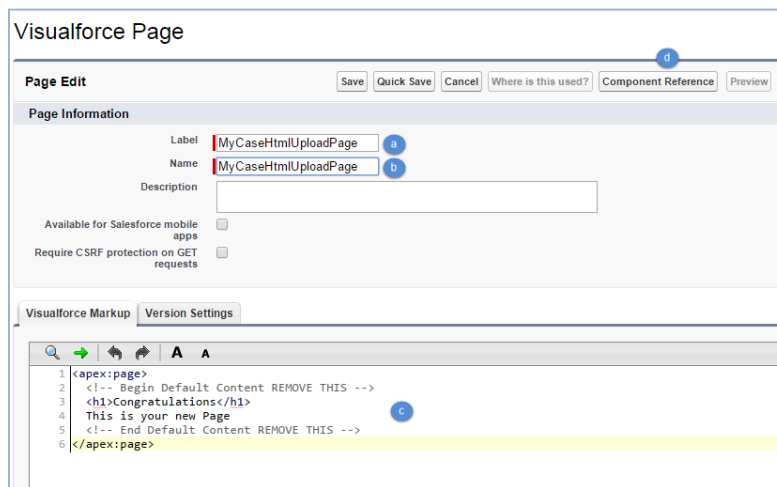 Visualforce Page
d
Page Edit Save Quick Save Cancel Where is this used? Component Reference Preview
Page Information
Label MyCaseHtmlUploadPage a
Name MyCaseHtmlUploadPage b
Description
Available for Salesforce mobile
apps
Require CSRF protection on GET
requests
Visualforce Markup Version Settings
A A
1 <apex:page>
2 <!-- Begin Default Content REMOVE THIS -->
3 <h1>Congratulations</h1>
4 This is your new Page c
5 <!-- End Default Content REMOVE THIS -->
6 </apex:page>